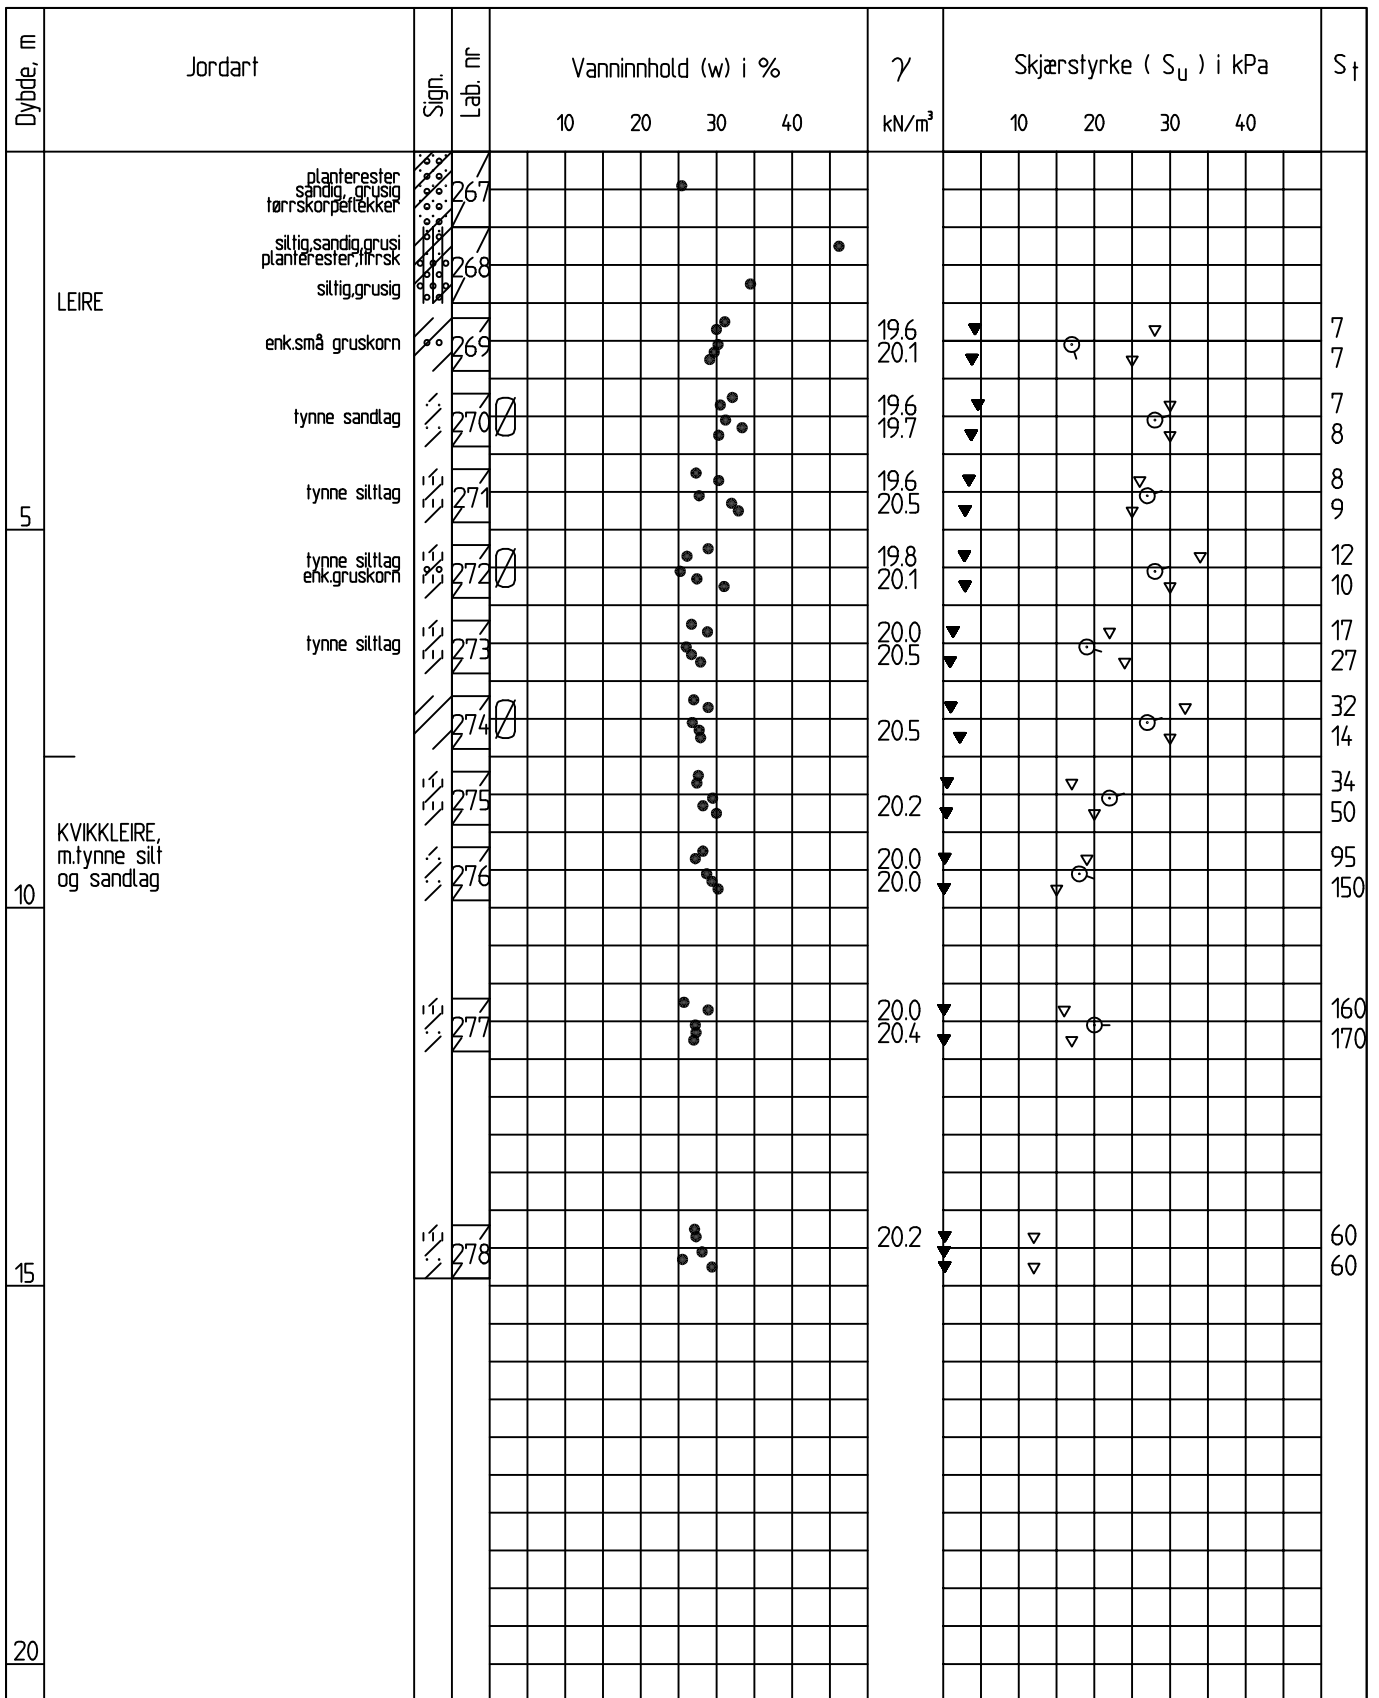 Dybde, m
Jordart
Sign.
Lab. nr
Vanninnhold (w) i %
10 20 30 40
γ
kN/m³
Skjærstyrke ( Su ) i kPa
10 20 30 40
St
planterester
sandig, grusig
tørrskorpeflekker
267
siltig,sandig,grusi
planterester,tirrsk
268
siltig,grusig
LEIRE
enk.små gruskorn
269
19.6 7
20.1 7
tynne sandlag
270
19.6 7
19.7 8
tynne siltlag
271
19.6 8
20.5 9
5
tynne siltlag
enk.gruskorn
272
19.8 12
20.1 10
tynne siltlag
273
20.0 17
20.5 27
274
32
20.5 14
275
34
20.2 50
KVIKKLEIRE,
m.tynne silt
og sandlag
276
20.0 95
20.0 150
10
277
20.0 160
20.4 170
278
20.2 60
60
15
20